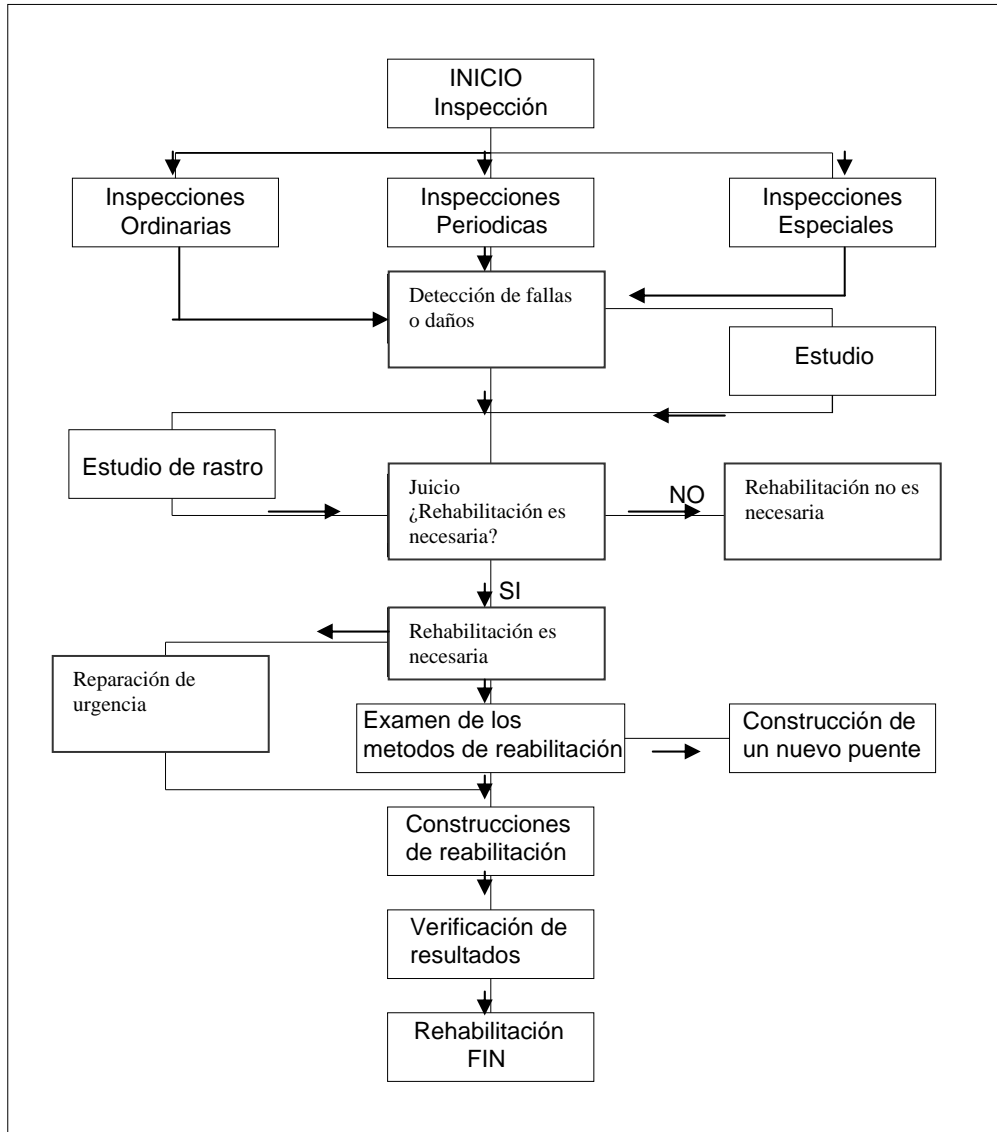 INICIO
Inspección
Inspecciones
Ordinarias
Inspecciones
Periodicas
Inspecciones
Especiales
Detección de fallas
o daños
Estudio
Estudio de rastro
Juicio
¿Rehabilitación es
necesaria?
NO
Rehabilitación no es
necesaria
SI
Rehabilitación es
necesaria
Reparación de
urgencia
Examen de los
metodos de reabilitación
Construcción de
un nuevo puente
Construcciones
de reabilitación
Verificación de
resultados
Rehabilitación
FIN